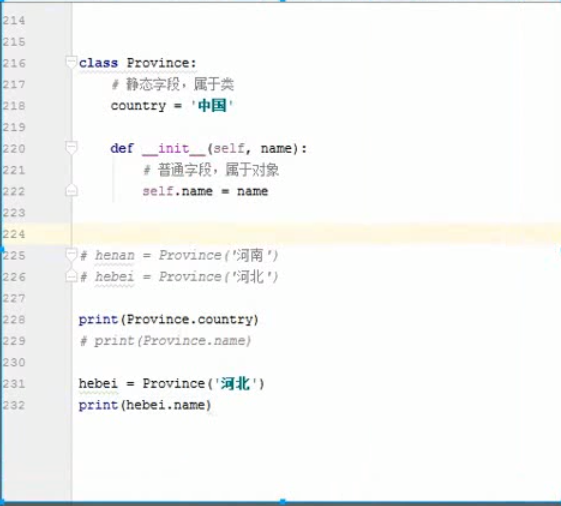 214
215
216 class Province:
217 # 静态字段，属于类
218 country = '中国'
219
220 def __init__(self, name):
221 # 普通字段，属于对象
222 self.name = name
223
224
225 # henan = Province('河南')
226 # hebei = Province('河北')
227
228 print(Province.country)
229 # print(Province.name)
230
231 hebei = Province('河北')
232 print(hebei.name)